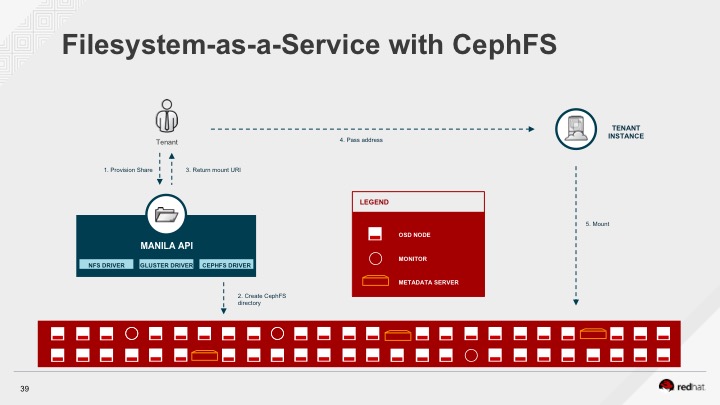 Filesystem-as-a-Service with CephFS
Tenant
4. Pass address
TENANT
INSTANCE
1. Provision Share
3. Return mount URI
LEGEND
OSD NODE
MONITOR
METADATA SERVER
5. Mount
MANILA API
NFS DRIVER
GLUSTER DRIVER
CEPHFS DRIVER
2. Create CephFS
directory
39
redhat.